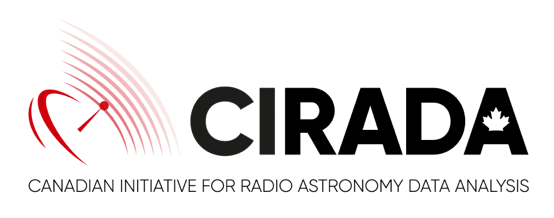 CIRADA
CANADIAN INITIATIVE FOR RADIO ASTRONOMY DATA ANALYSIS